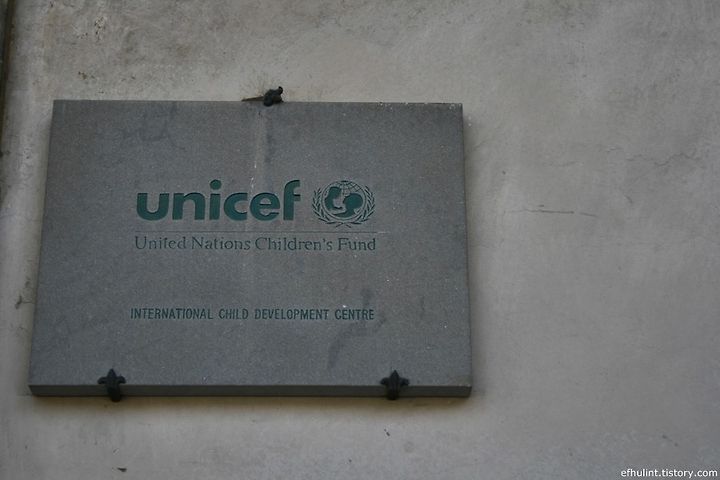 unicef
United Nations Children's Fund
INTERNATIONAL CHILD DEVELOPMENT CENTRE
efhulint.tistory.com